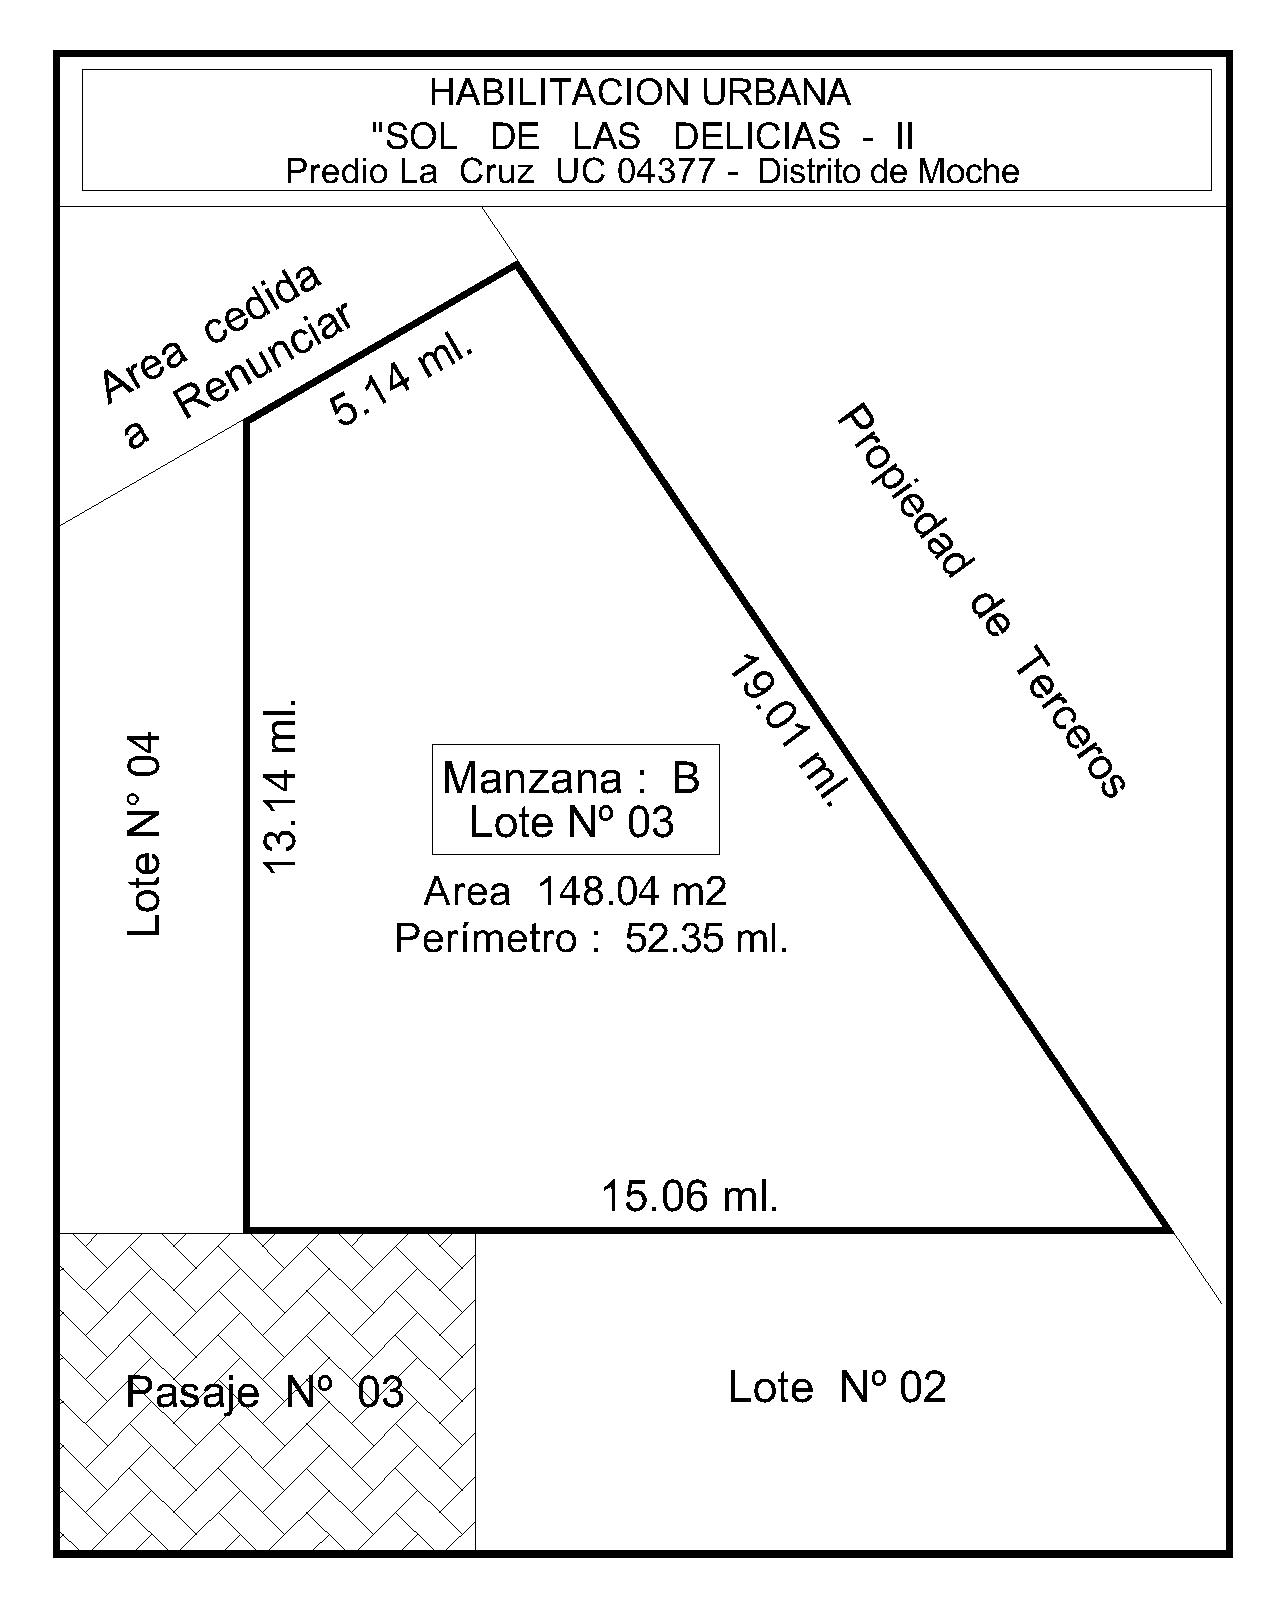 HABILITACION URBANA
"SOL DE LAS DELICIAS - II
Predio La Cruz UC 04377 - Distrito de Moche
Area cedida
a Renunciar
5.14 ml.
Propiedad de Terceros
19.01 ml.
Lote N° 04
13.14 ml.
Manzana : B
Lote Nº 03
Area 148.04 m2
Perímetro : 52.35 ml.
15.06 ml.
Pasaje Nº 03
Lote Nº 02